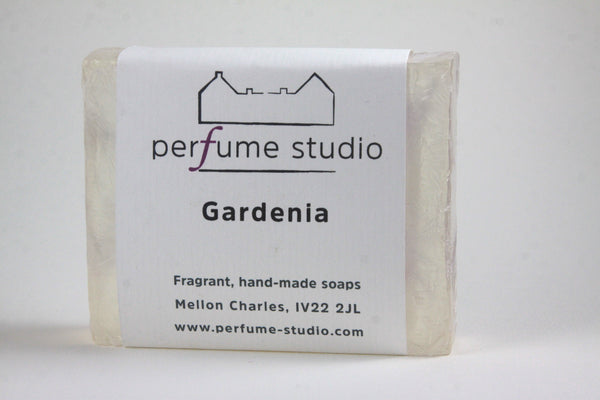 perfume studio
Gardenia
Fragrant, hand-made soaps
Mellon Charles, IV22 2JL
www.perfume-studio.com